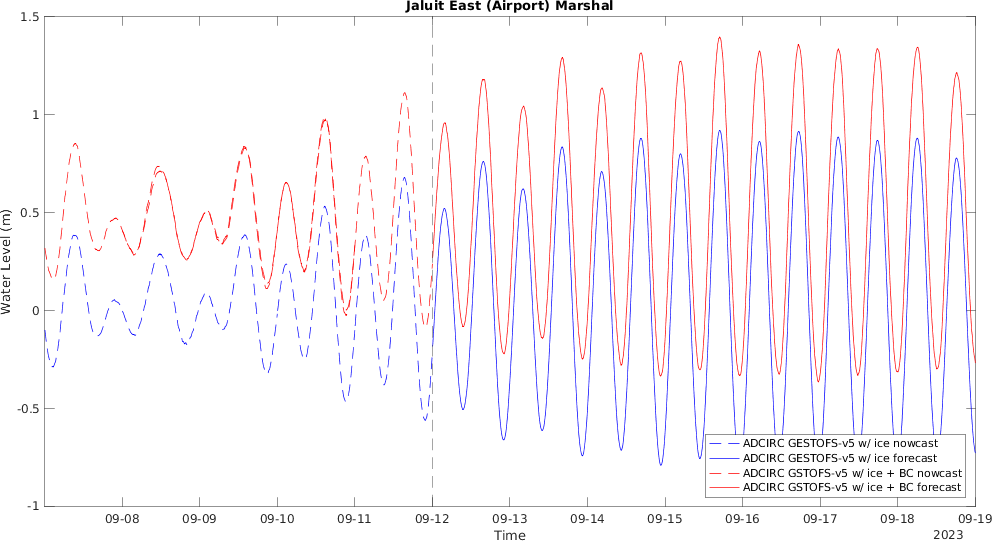 Jaluit East (Airport) Marshal
1.5
1
0.5
0
-0.5
-1
Water Level (m)
09-08
09-09
09-10
09-11
09-12
09-13
09-14
09-15
09-16
09-17
09-18
09-19
Time
2023
ADCIRC GESTOFS-v5 w/ ice nowcast
ADCIRC GESTOFS-v5 w/ ice forecast
ADCIRC GSTOFS-v5 w/ ice + BC nowcast
ADCIRC GSTOFS-v5 w/ ice + BC forecast